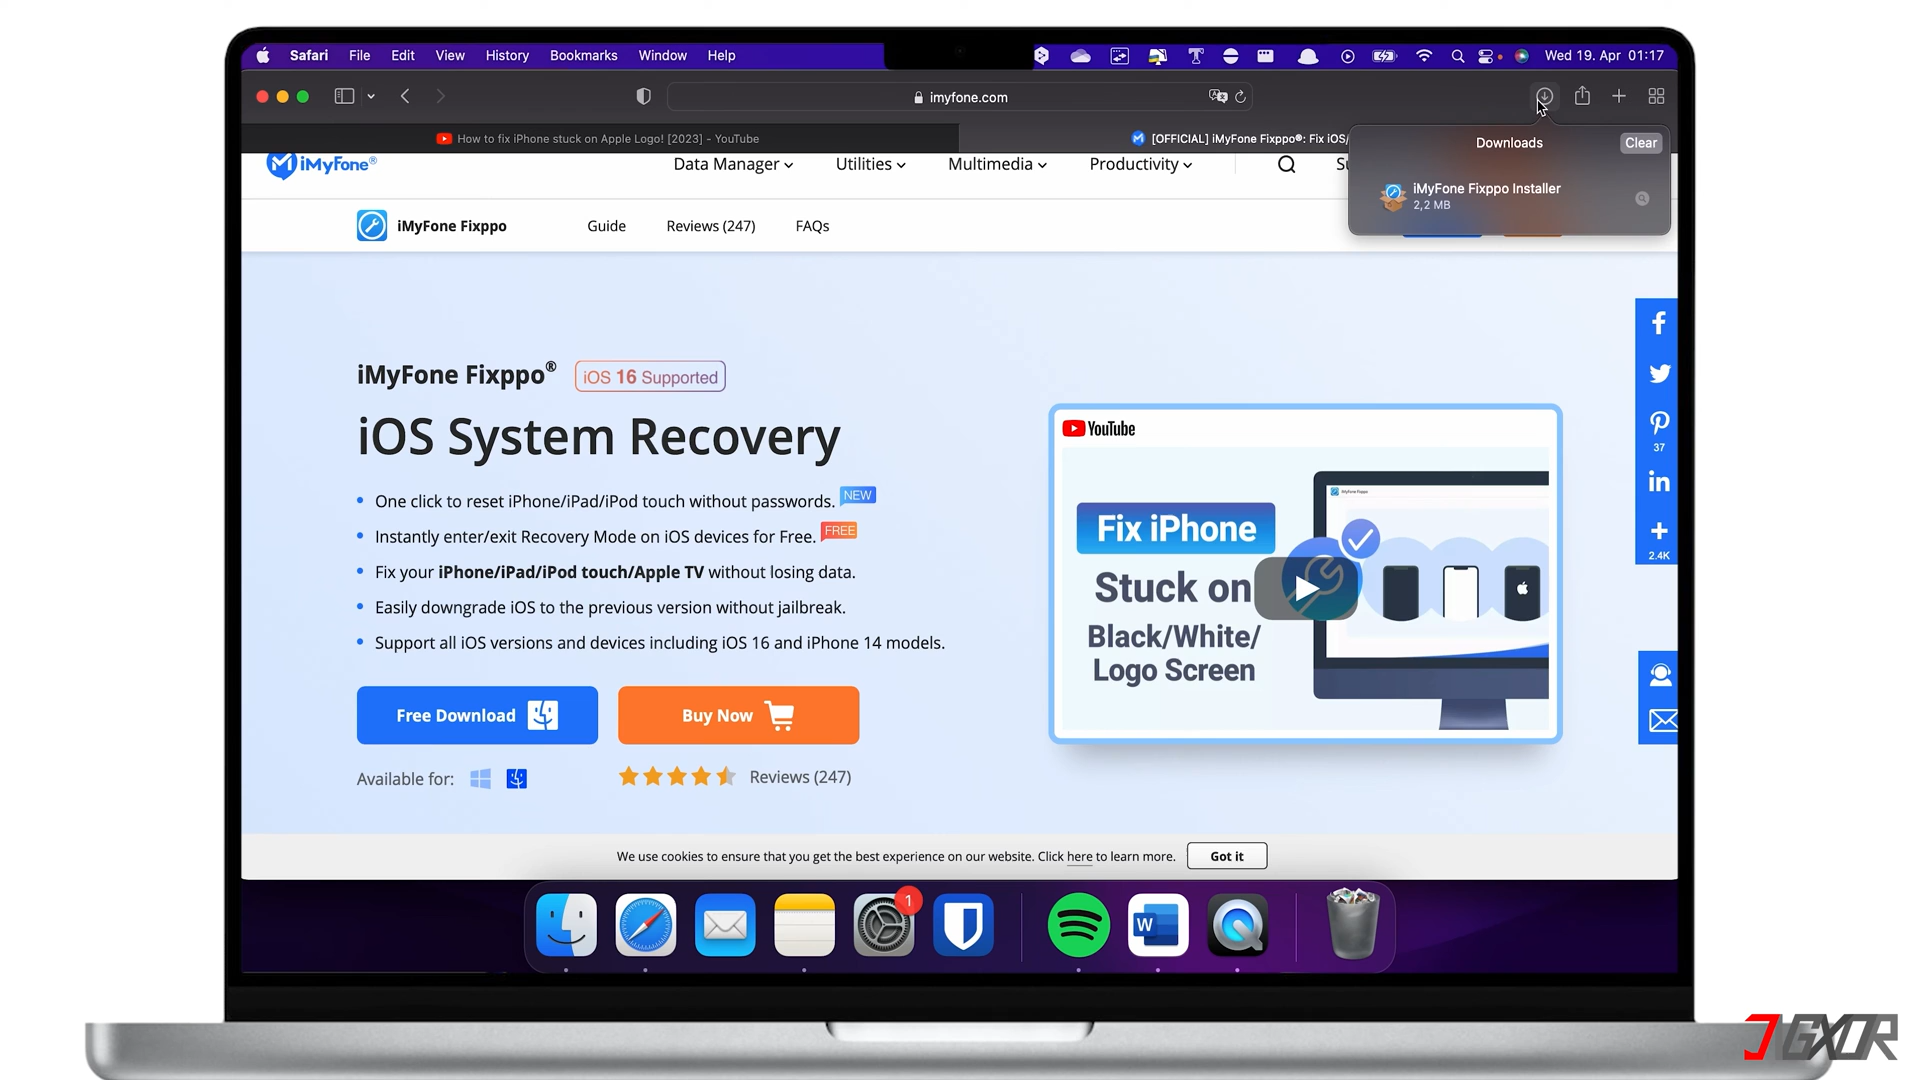 Safari File Edit View History Bookmarks Window Help
Wed 19. Apr 01:17
imyfone.com
How to fix iPhone stuck on Apple Logo! [2023] – YouTube
[OFFICIAL] iMyFone Fixppo®: Fix iOS/
Downloads
Clear
iMyFone Fixppo Installer
2,2 MB
iMyFone®
Data Manager
Utilities
Multimedia
Productivity
Su
iMyFone Fixppo
Guide
Reviews (247)
FAQs
iMyFone Fixppo®
iOS 16 Supported
iOS System Recovery
One click to reset iPhone/iPad/iPod touch without passwords. NEW
Instantly enter/exit Recovery Mode on iOS devices for Free. FREE
Fix your iPhone/iPad/iPod touch/Apple TV without losing data.
Easily downgrade iOS to the previous version without jailbreak.
Support all iOS versions and devices including iOS 16 and iPhone 14 models.
Free Download
Buy Now
Available for:
Reviews (247)
YouTube
Fix iPhone
Stuck on
Black/White/
Logo Screen
37
in
2.4K
We use cookies to ensure that you get the best experience on our website. Click here to learn more.
Got it
1
W
JGXOR